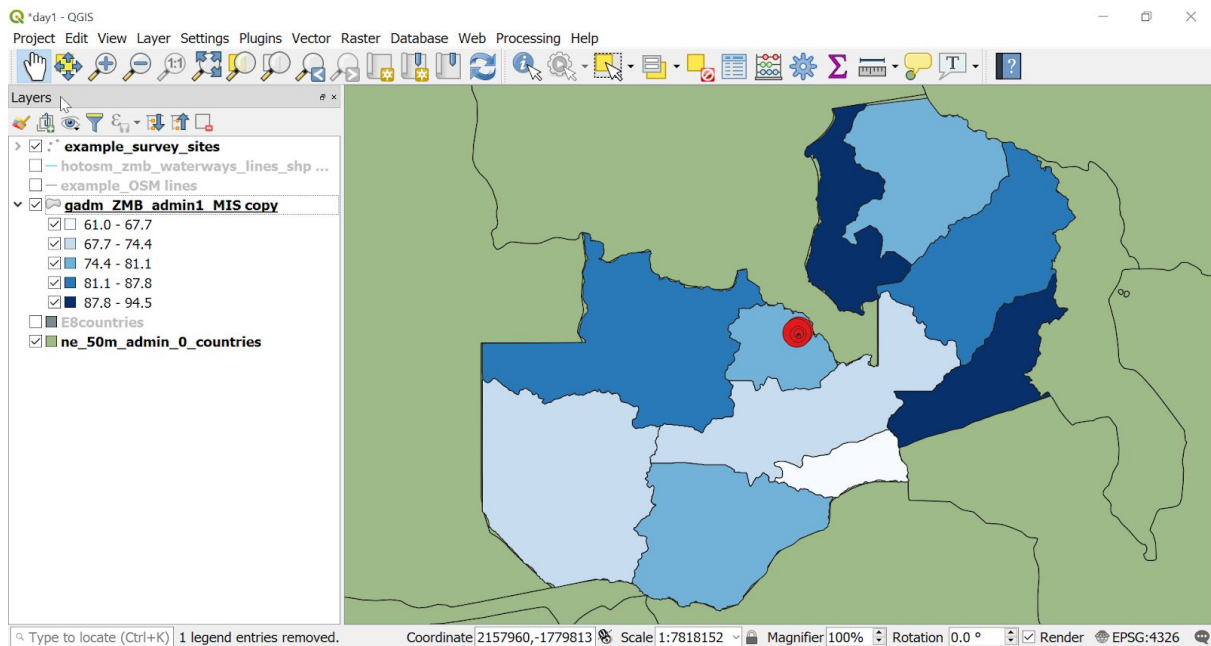 *day1 - QGIS
Project Edit View Layer Settings Plugins Vector Raster Database Web Processing Help
1:1
T
?
Layers
example_survey_sites
hotosm_zmb_waterways_lines_shp ...
example_OSM lines
gadm_ZMB_admin1_MIS copy
61.0 - 67.7
67.7 - 74.4
74.4 - 81.1
81.1 - 87.8
87.8 - 94.5
E8countries
ne_50m_admin_0_countries
Type to locate (Ctrl+K) 1 legend entries removed. Coordinate 2157960,-1779813 Scale 1:7818152 Magnifier 100% Rotation 0.0 ° Render EPSG:4326